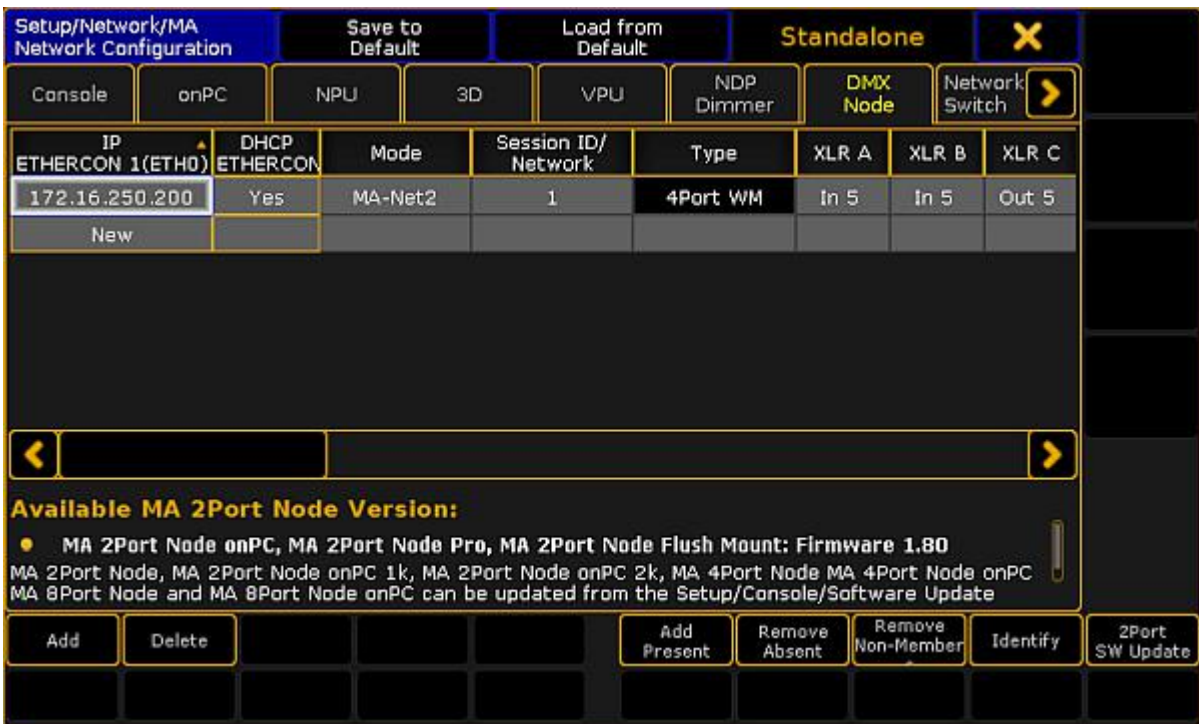 Setup/Network/MA
Network Configuration
Save to
Default
Load from
Default
Standalone
Console
onPC
NPU
3D
VPU
NDP
Dimmer
DMX
Node
Network
Switch
IP
ETHERCON 1(ETH0)
DHCP
ETHERCON
Mode
Session ID/
Network
Type
XLR A
XLR B
XLR C
172.16.250.200
Yes
MA-Net2
1
4Port WM
In 5
In 5
Out 5
New
Available MA 2Port Node Version:
MA 2Port Node onPC, MA 2Port Node Pro, MA 2Port Node Flush Mount: Firmware 1.80
MA 2Port Node, MA 2Port Node onPC 1k, MA 2Port Node onPC 2k, MA 4Port Node MA 4Port Node onPC
MA 8Port Node and MA 8Port Node onPC can be updated from the Setup/Console/Software Update
Add
Delete
Add
Present
Remove
Absent
Remove
Non-Member
Identify
2Port
SW Update